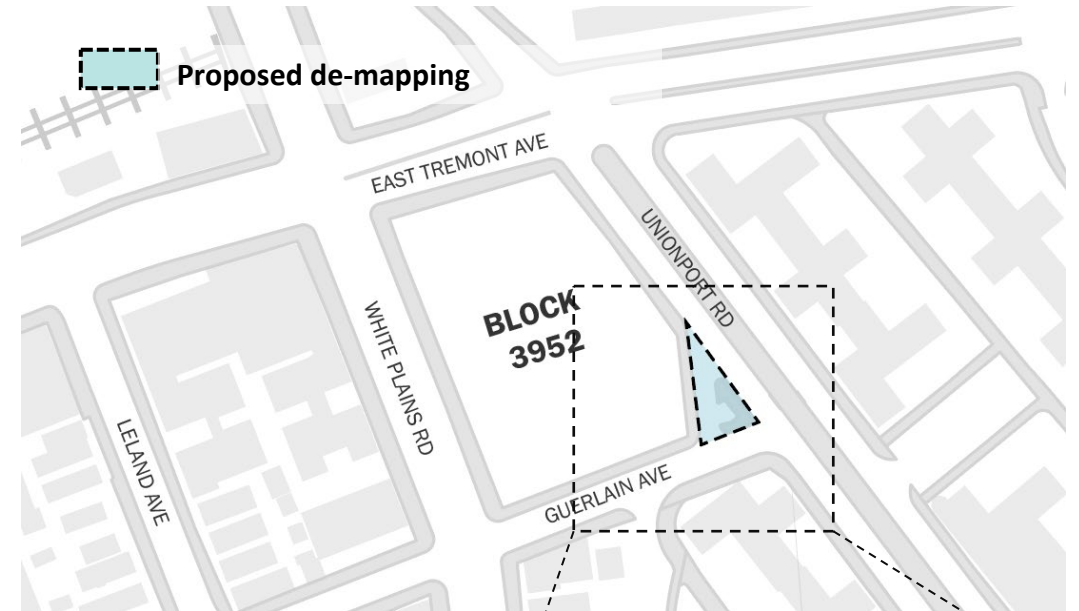 Proposed de-mapping
EAST TREMONT AVE
UNIONPORT RD
BLOCK
3952
WHITE PLAINS RD
LELAND AVE
GUERLAIN AVE